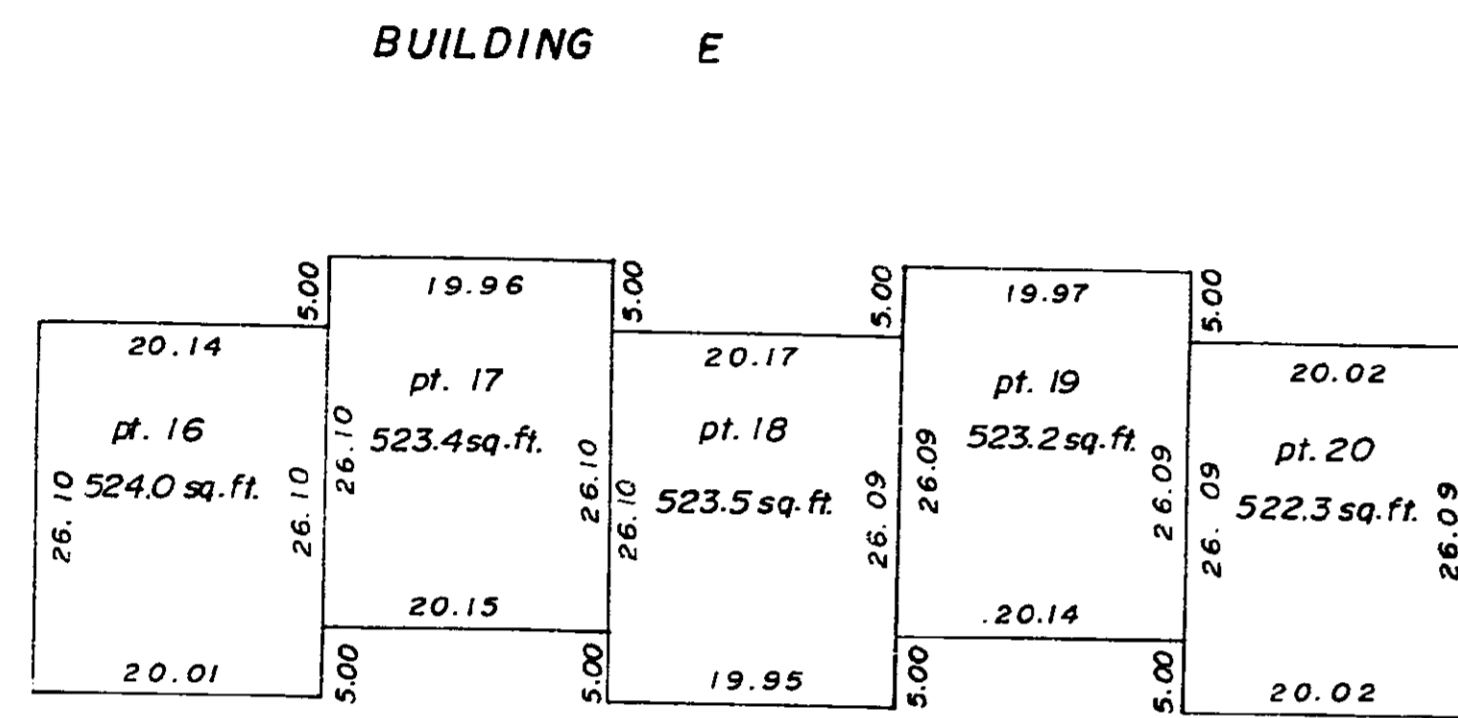 BUILDING E
5.00
19.96
5.00
5.00
19.97
5.00
20.14
pt. 16
524.0 sq.ft.
26.10
26.10
20.01
pt. 17
523.4 sq.ft.
26.10
26.10
20.15
5.00
5.00
20.17
pt. 18
523.5 sq.ft.
26.10
26.09
19.95
pt. 19
523.2 sq.ft.
26.09
26.09
.20.14
5.00
5.00
20.02
pt. 20
522.3 sq.ft.
26.09
26.09
20.02